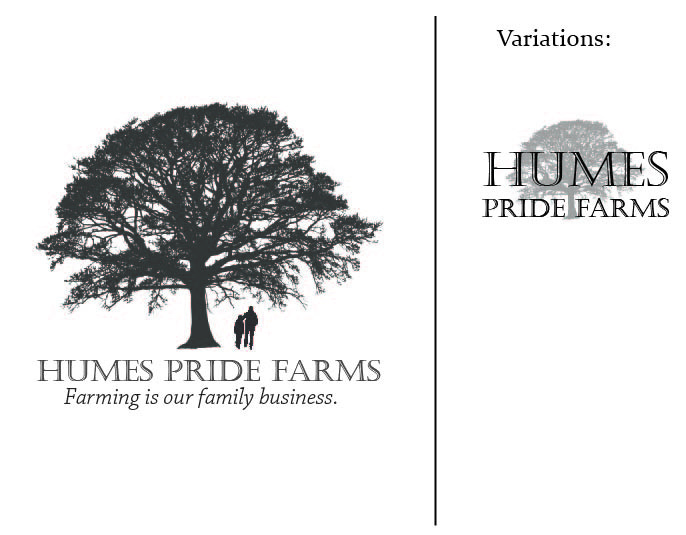 HUMES PRIDE FARMS
Farming is our family business.
Variations:
HUMES
PRIDE FARMS